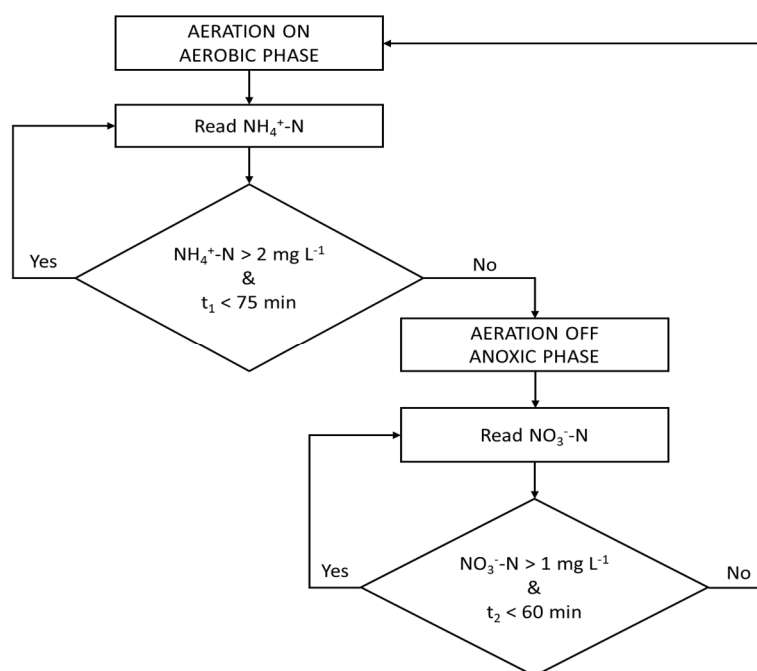 AERATION ON
AEROBIC PHASE
Read NH₄⁺-N
Yes
NH₄⁺-N > 2 mg L⁻¹
&
t₁ < 75 min
No
AERATION OFF
ANOXIC PHASE
Read NO₃⁻-N
Yes
NO₃⁻-N > 1 mg L⁻¹
&
t₂ < 60 min
No